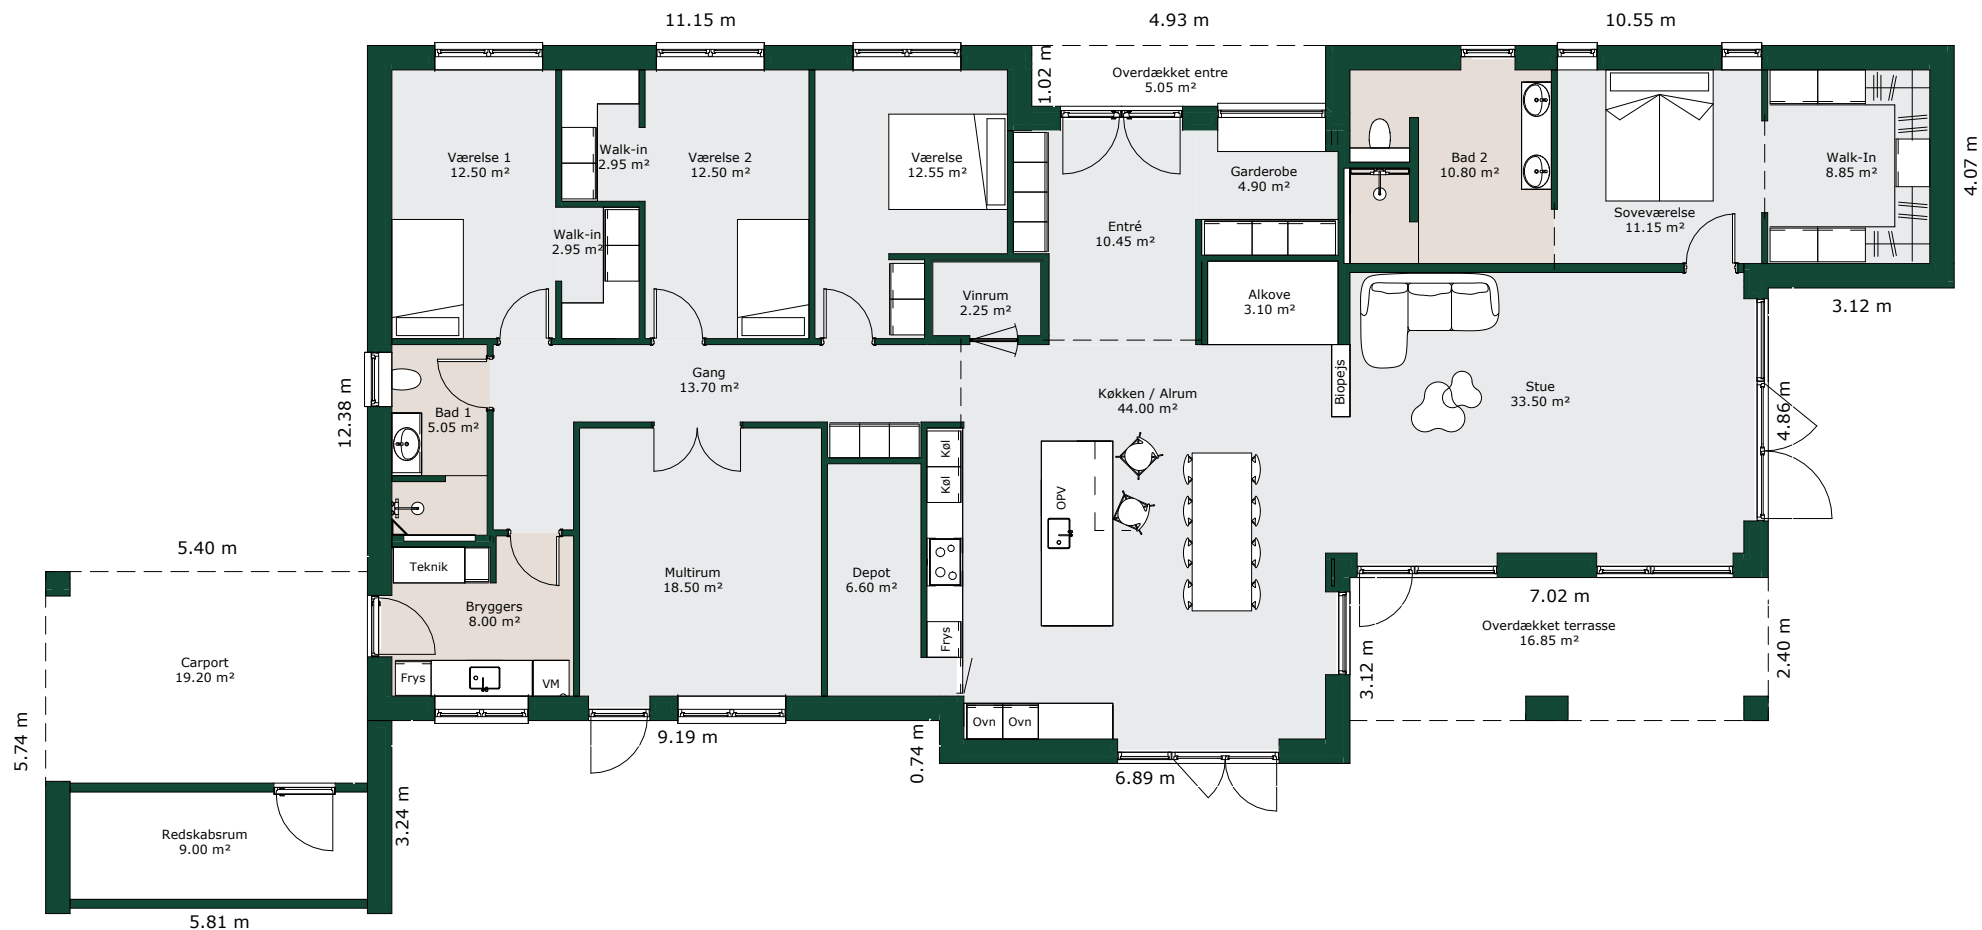 11.15 m
4.93 m
10.55 m
1.02 m
Overdækket entre
5.05 m²
Værelse 1
12.50 m²
Walk-in
2.95 m²
Værelse 2
12.50 m²
Værelse
12.55 m²
Garderobe
4.90 m²
Bad 2
10.80 m²
Walk-In
8.85 m²
4.07 m
Walk-in
2.95 m²
Entré
10.45 m²
Soveværelse
11.15 m²
Vinrum
2.25 m²
Alkove
3.10 m²
3.12 m
Gang
13.70 m²
Køkken / Alrum
44.00 m²
Biopejs
Stue
33.50 m²
4.86 m
12.38 m
Bad 1
5.05 m²
Køl
Køl
OPV
5.40 m
Teknik
Multirum
18.50 m²
Depot
6.60 m²
Bryggers
8.00 m²
7.02 m
Overdækket terrasse
16.85 m²
2.40 m
Frys
3.12 m
Carport
19.20 m²
Frys
VM
5.74 m
9.19 m
0.74 m
Ovn
Ovn
6.89 m
3.24 m
Redskabsrum
9.00 m²
5.81 m